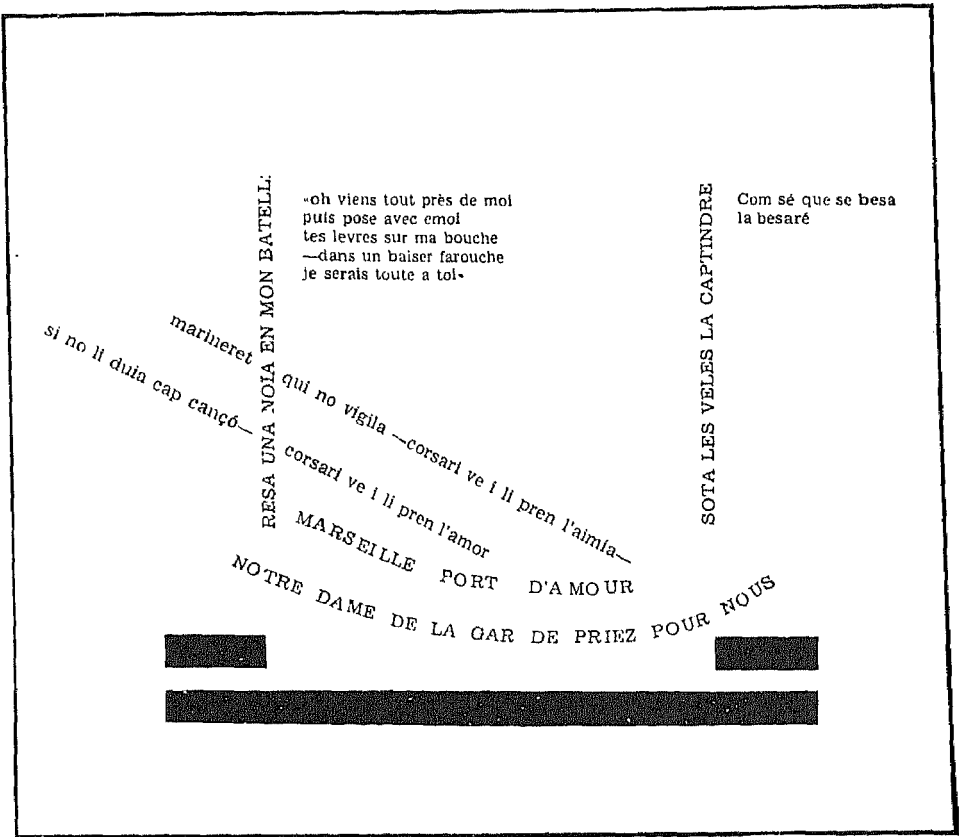 RESA UNA NOIA EN MON BATELL:
«oh viens tout près de moi
puis pose avec emoi
tes levres sur ma bouche
—dans un baiser farouche
je serais toute a toi»
SOTA LES VELES LA CAPTINDRE
Com sé que se besa
la besaré
marineret qui no vigila —corsari ve i li pren l'aimía—
si no li duia cap cançó— corsari ve i li pren l'amor
MARSEILLE PORT D'AMOUR
NOTRE DAME DE LA GAR DE PRIEZ POUR NOUS